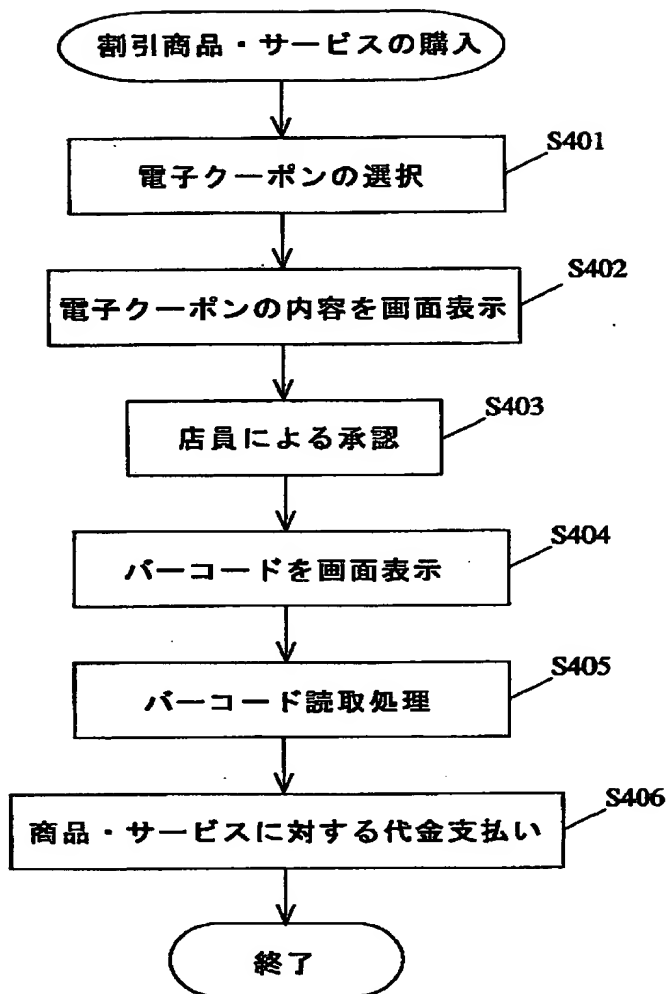 割引商品・サービスの購入
S401
電子クーポンの選択
S402
電子クーポンの内容を画面表示
S403
店員による承認
S404
バーコードを画面表示
S405
バーコード読取処理
S406
商品・サービスに対する代金支払い
終了